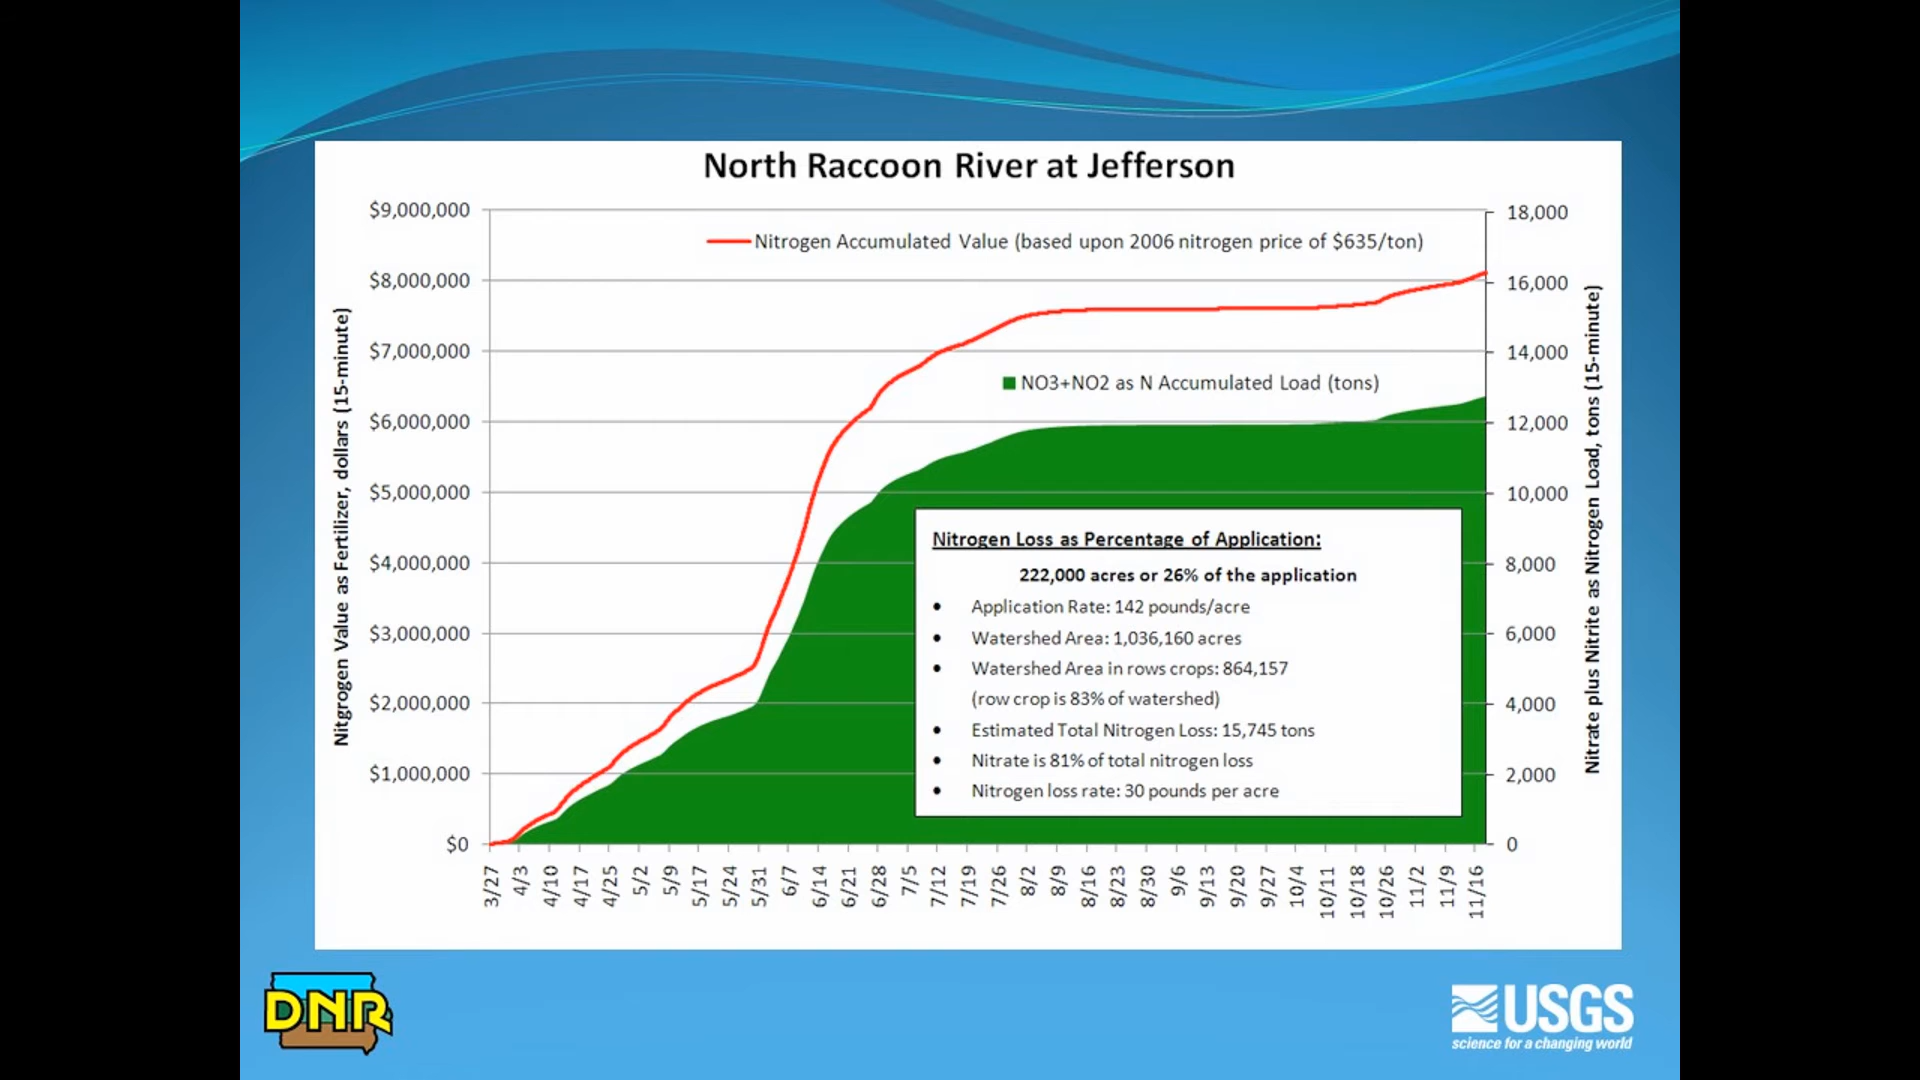 North Raccoon River at Jefferson
Nitgrogen Value as Fertilizer, dollars (15-minute)
$9,000,000
$8,000,000
$7,000,000
$6,000,000
$5,000,000
$4,000,000
$3,000,000
$2,000,000
$1,000,000
$0
Nitrogen Accumulated Value (based upon 2006 nitrogen price of $635/ton)
NO3+NO2 as N Accumulated Load (tons)
Nitrogen Loss as Percentage of Application:
222,000 acres or 26% of the application
• Application Rate: 142 pounds/acre
• Watershed Area: 1,036,160 acres
• Watershed Area in rows crops: 864,157
(row crop is 83% of watershed)
• Estimated Total Nitrogen Loss: 15,745 tons
• Nitrate is 81% of total nitrogen loss
• Nitrogen loss rate: 30 pounds per acre
18,000
16,000
14,000
12,000
10,000
8,000
6,000
4,000
2,000
0
Nitrate plus Nitrite as Nitrogen Load, tons (15-minute)
3/27 4/3 4/10 4/17 4/25 5/2 5/9 5/17 5/24 5/31 6/7 6/14 6/21 6/28 7/5 7/12 7/19 7/26 8/2 8/9 8/16 8/23 8/30 9/6 9/13 9/20 9/27 10/4 10/11 10/18 10/26 11/2 11/9 11/16
DNR
USGS
science for a changing world